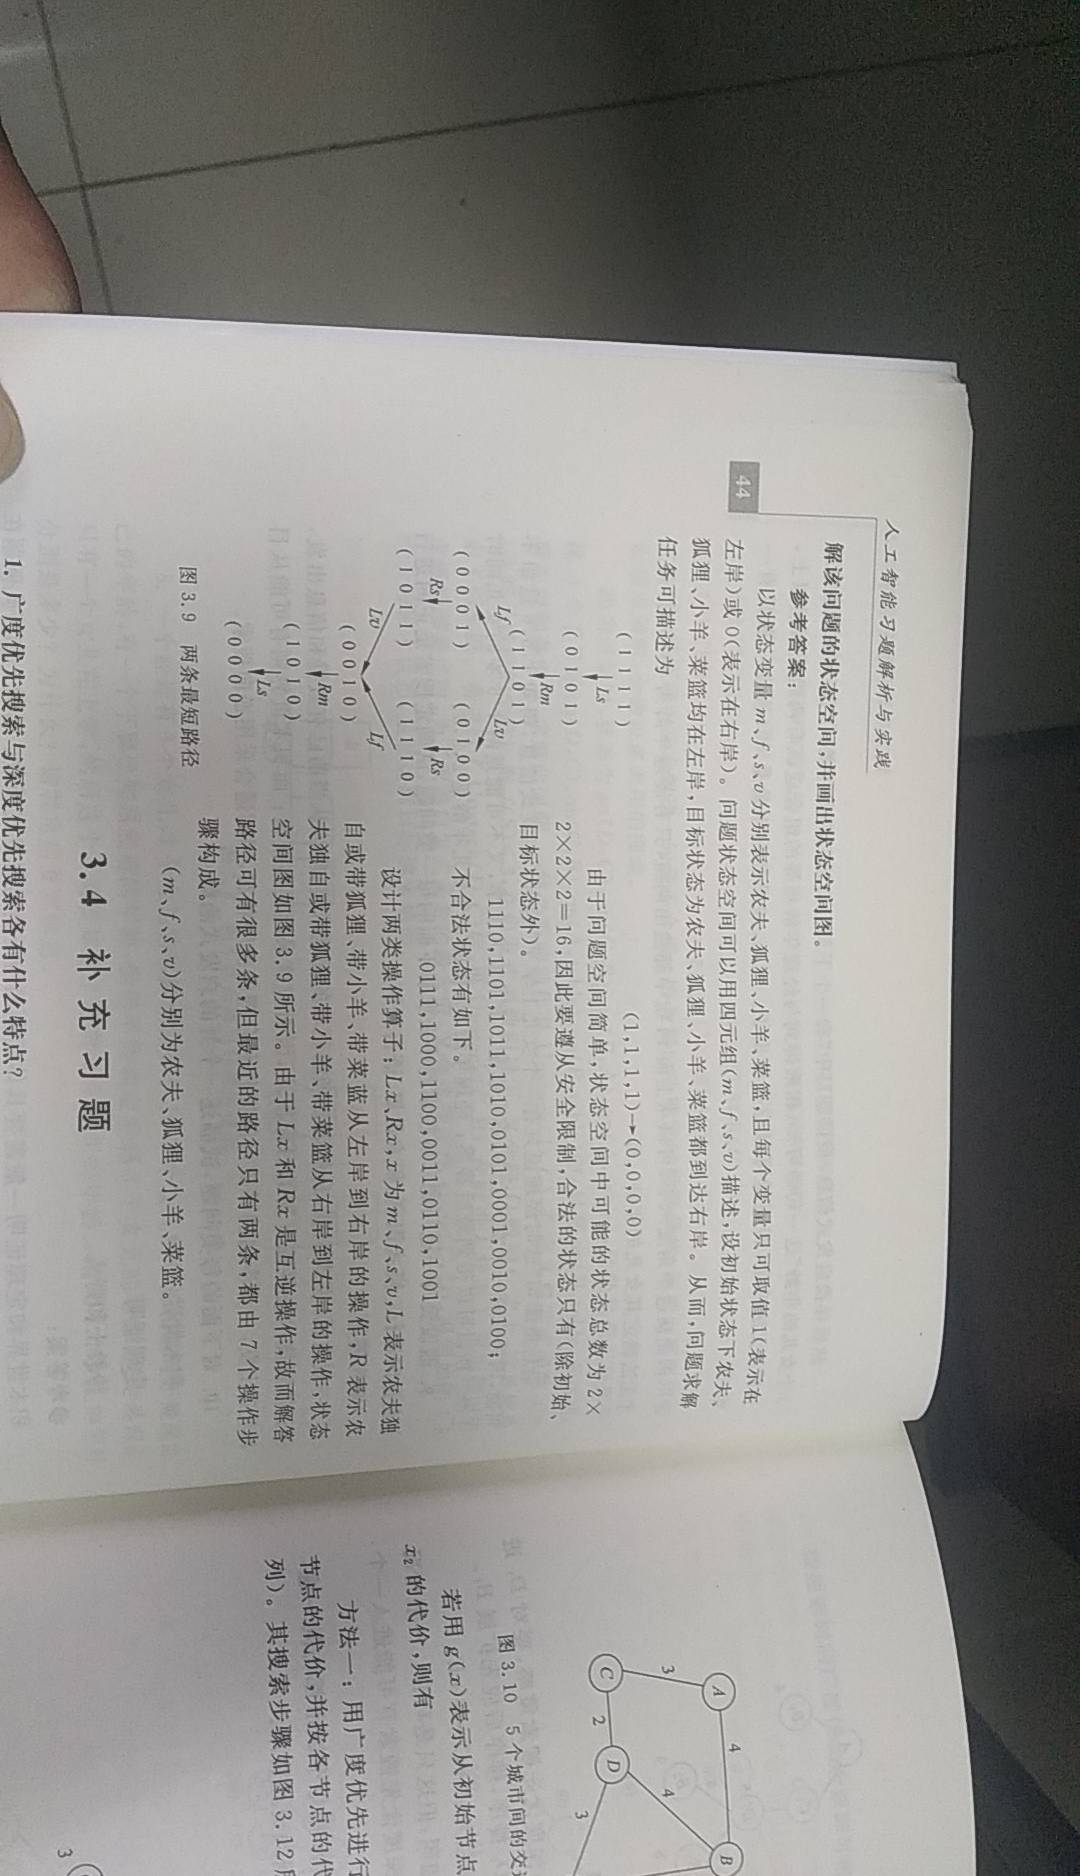 人工智能习题解析与实践
44
解该问题的状态空间,并画出状态空间图。
参考答案:
以状态变量 m、f、s、v 分别表示农夫、狐狸、小羊、菜篮,且每个变量只可取值 1(表示在
左岸)或 0(表示在右岸)。问题状态空间可以用四元组(m、f、s、v)描述,设初始状态下农夫、
狐狸、小羊、菜篮均在左岸,目标状态为农夫、狐狸、小羊、菜篮都到达右岸。从而,问题求解
任务可描述为
(1,1,1,1)→(0,0,0,0)
由于问题空间简单,状态空间中可能的状态总数为 2×
2×2×2=16,因此要遵从安全限制,合法的状态只有(除初始、
目标状态外)。
1110,1101,1011,1010,0101,0001,0010,0100;
不合法状态有如下。
0111,1000,1100,0011,0110,1001
设计两类操作算子:Lx、Rx,x 为 m、f、s、v,L 表示农夫独
自或带狐狸、带小羊、带菜蓝从左岸到右岸的操作,R 表示农
夫独自或带狐狸、带小羊、带菜篮从右岸到左岸的操作,状态
空间图如图 3.9 所示。由于 Lx 和 Rx 是互逆操作,故而解答
路径可有很多条,但最近的路径只有两条,都由 7 个操作步
骤构成。
(1 1 1 1)
Ls
(0 1 0 1)
Rm
(1 1 0 1)
Lf
Lv
(0 0 0 1)
(0 1 0 0)
Rs
Rs
(1 0 1 1)
(1 1 1 0)
Lv
Lf
(0 0 1 0)
Rm
(1 0 1 0)
Ls
(0 0 0 0)
图 3.9 两条最短路径
(m、f、s、v)分别为农夫、狐狸、小羊、菜篮。
3.4 补充习题
1. 广度优先搜索与深度优先搜索各有什么特点?
A
4
B
3
4
C
2
D
3
图 3.10 5 个城市间的交
若用 g(x)表示从初始节点
x₂ 的代价,则有
方法一:用广度优先进行
节点的代价,并按各节点的代
列)。其搜索步骤如图 3.12
3